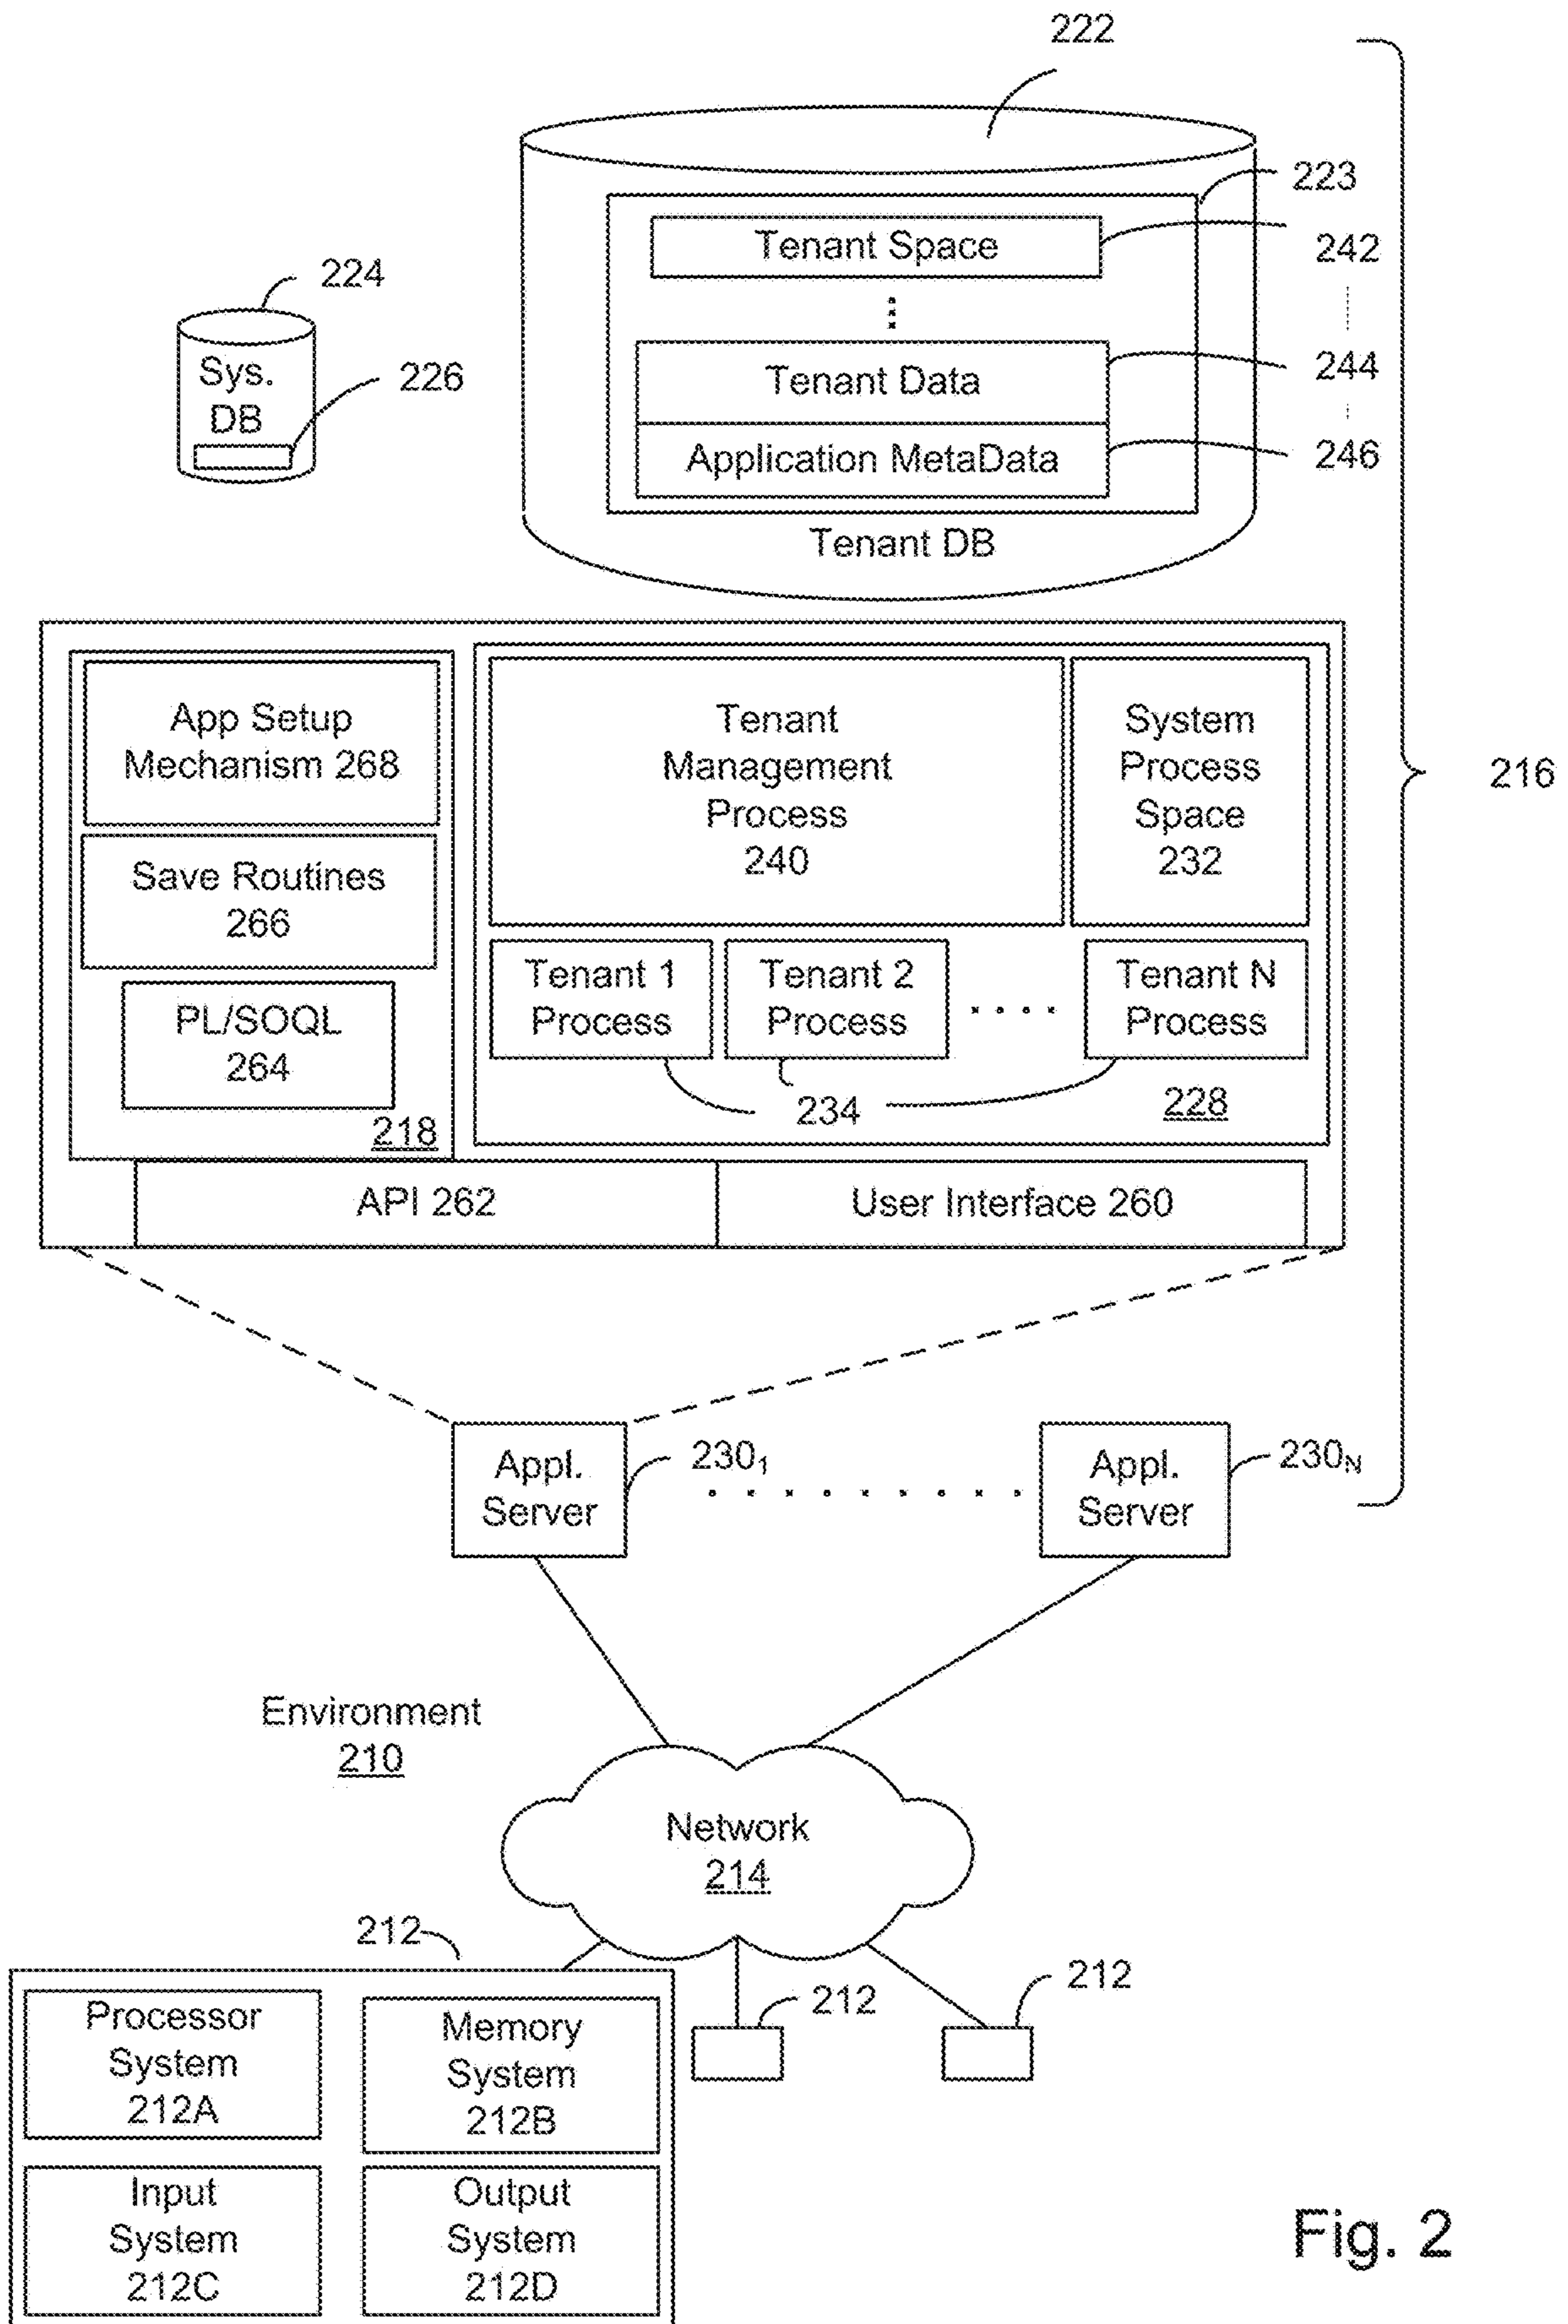 222
223
Tenant Space
242
224
Sys.
DB
226
Tenant Data
244
Application MetaData
246
Tenant DB
App Setup
Mechanism 268
Tenant
Management
Process
240
System
Process
Space
232
216
Save Routines
266
Tenant 1
Process
Tenant 2
Process
Tenant N
Process
PL/SOQL
264
234
228
218
API 262
User Interface 260
Appl.
Server
230₁
Appl.
Server
230N
Environment
210
Network
214
212
212
212
Processor
System
212A
Memory
System
212B
Input
System
212C
Output
System
212D
Fig. 2